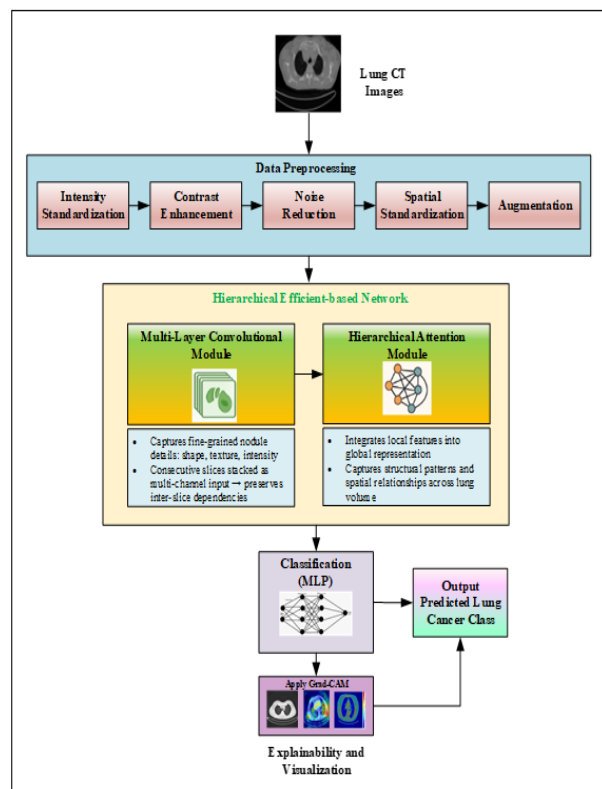 Lung CT
Images
Data Preprocessing
Intensity
Standardization
Contrast
Enhancement
Noise
Reduction
Spatial
Standardization
Augmentation
Hierarchical Efficient-based Network
Multi-Layer Convolutional
Module
Hierarchical Attention
Module
• Captures fine-grained nodule
details: shape, texture, intensity
• Consecutive slices stacked as
multi-channel input → preserves
inter-slice dependencies
• Integrates local features into
global representation
• Captures structural patterns and
spatial relationships across lung
volume
Classification
(MLP)
Output
Predicted Lung
Cancer Class
Apply Grad-CAM
Explainability and
Visualization